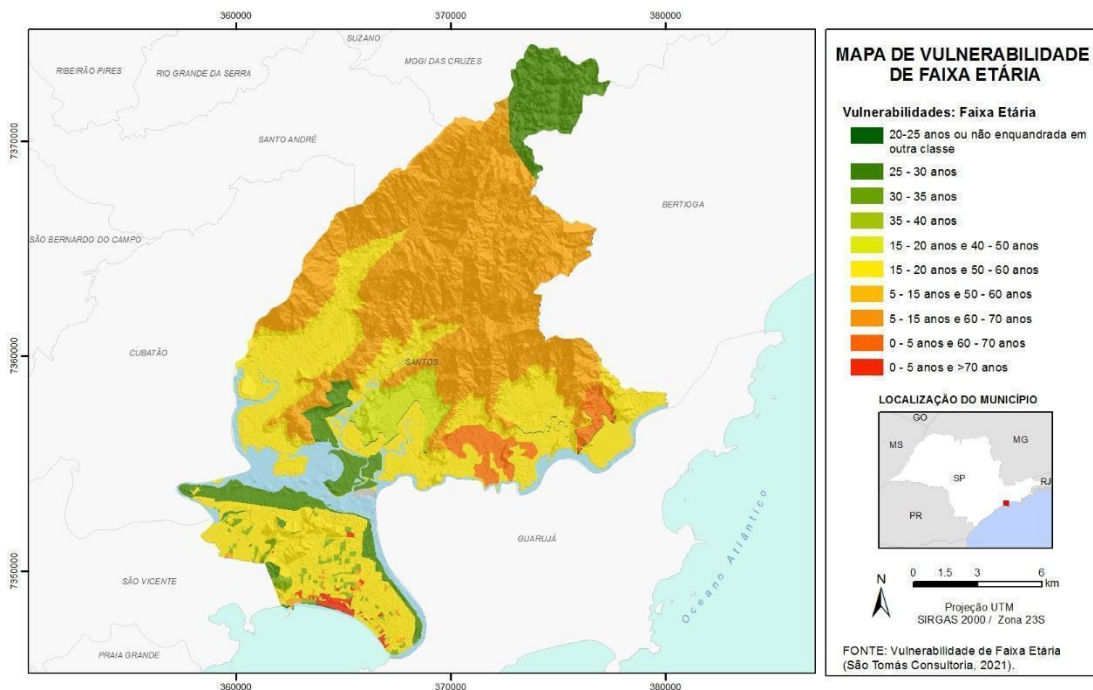 360000
370000
380000
SUZANO
MOGI DAS CRUZES
RIBEIRÃO PIRES
RIO GRANDE DA SERRA
7370000
SANTO ANDRÉ
BERTIOGA
SÃO BERNARDO DO CAMPO
7360000
CUBATÃO
SANTOS
GUARUJÁ
Oceano Atlântico
7350000
SÃO VICENTE
PRAIA GRANDE
360000
370000
380000
MAPA DE VULNERABILIDADE
DE FAIXA ETÁRIA
Vulnerabilidades: Faixa Etária
20-25 anos ou não enquandrada em
outra classe
25 - 30 anos
30 - 35 anos
35 - 40 anos
15 - 20 anos e 40 - 50 anos
15 - 20 anos e 50 - 60 anos
5 - 15 anos e 50 - 60 anos
5 - 15 anos e 60 - 70 anos
0 - 5 anos e 60 - 70 anos
0 - 5 anos e >70 anos
LOCALIZAÇÃO DO MUNICÍPIO
GO
MS
MG
SP
RJ
PR
N
0 1.5 3 6
km
Projeção UTM
SIRGAS 2000 / Zona 23S
FONTE: Vulnerabilidade de Faixa Etária
(São Tomás Consultoria, 2021).